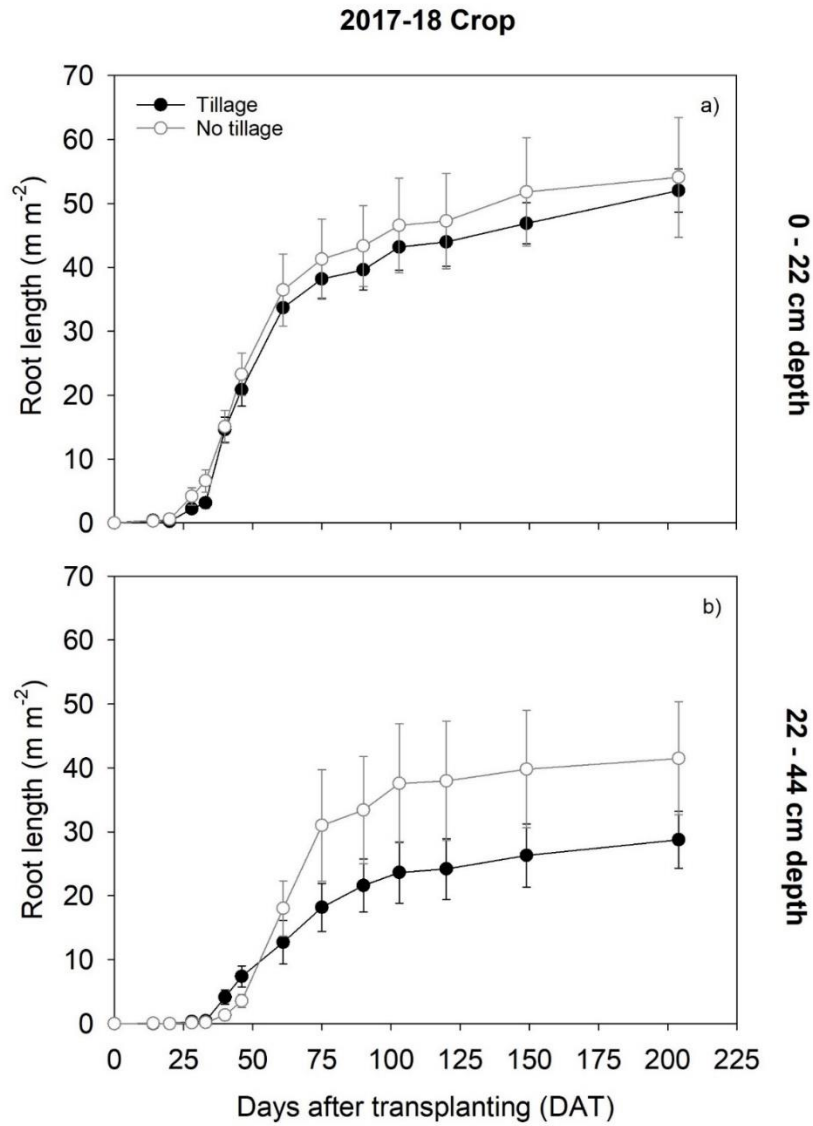 2017-18 Crop
70
60
50
40
30
20
10
0
Root length (m m-2)
Tillage
No tillage
a)
0 - 22 cm depth
70
60
50
40
30
20
10
0
Root length (m m-2)
b)
22 - 44 cm depth
0 25 50 75 100 125 150 175 200 225
Days after transplanting (DAT)